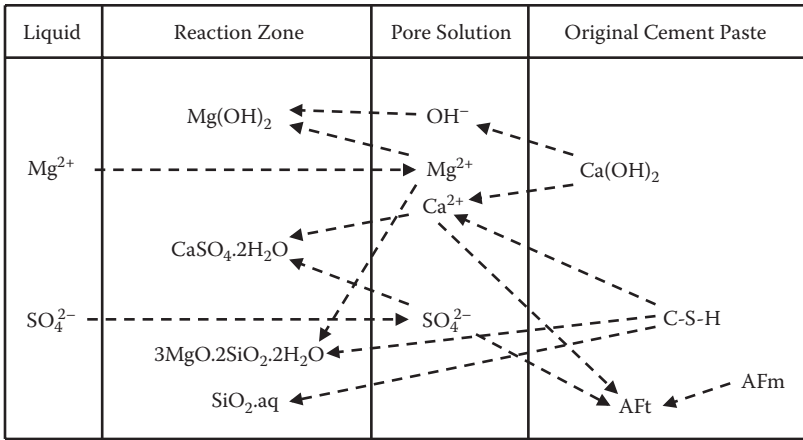 Liquid Reaction Zone Pore Solution Original Cement Paste
Mg(OH)₂ OH⁻
Mg²⁺ Mg²⁺ Ca(OH)₂
Ca²⁺
CaSO₄.2H₂O
SO₄²⁻ SO₄²⁻ C-S-H
3MgO.2SiO₂.2H₂O
AFm
SiO₂.aq AFt